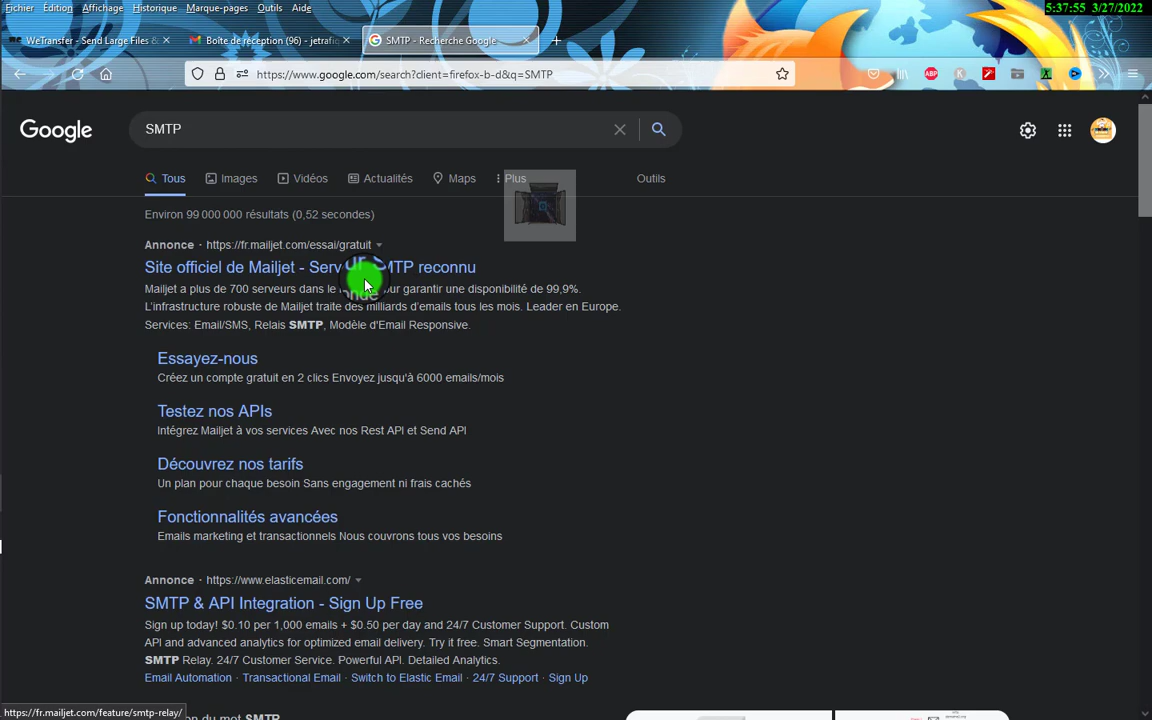 Fichier Édition Affichage Historique Marque-pages Outils Aide
5:37:55 3/27/2022
WeTransfer - Send Large Files &
Boîte de réception (96) - jetrafic
SMTP - Recherche Google
https://www.google.com/search?client=firefox-b-d&q=SMTP
ABP
Google
SMTP
Tous Images Vidéos Actualités Maps Plus Outils
Environ 99 000 000 résultats (0,52 secondes)
Annonce · https://fr.mailjet.com/essai/gratuit
Site officiel de Mailjet - Serveur SMTP reconnu
Mailjet a plus de 700 serveurs dans le monde pour garantir une disponibilité de 99,9%.
L'infrastructure robuste de Mailjet traite des milliards d'emails tous les mois. Leader en Europe.
Services: Email/SMS, Relais SMTP, Modèle d'Email Responsive.
Essayez-nous
Créez un compte gratuit en 2 clics Envoyez jusqu'à 6000 emails/mois
Testez nos APIs
Intégrez Mailjet à vos services Avec nos Rest API et Send API
Découvrez nos tarifs
Un plan pour chaque besoin Sans engagement ni frais cachés
Fonctionnalités avancées
Emails marketing et transactionnels Nous couvrons tous vos besoins
Annonce · https://www.elasticemail.com/
SMTP & API Integration - Sign Up Free
Sign up today! $0.10 per 1,000 emails + $0.50 per day and 24/7 Customer Support. Custom
API and advanced analytics for optimized email delivery. Try it free. Smart Segmentation.
SMTP Relay. 24/7 Customer Service. Powerful API. Detailed Analytics.
Email Automation · Transactional Email · Switch to Elastic Email · 24/7 Support · Sign Up
https://fr.mailjet.com/feature/smtp-relay/
du mot SMTP